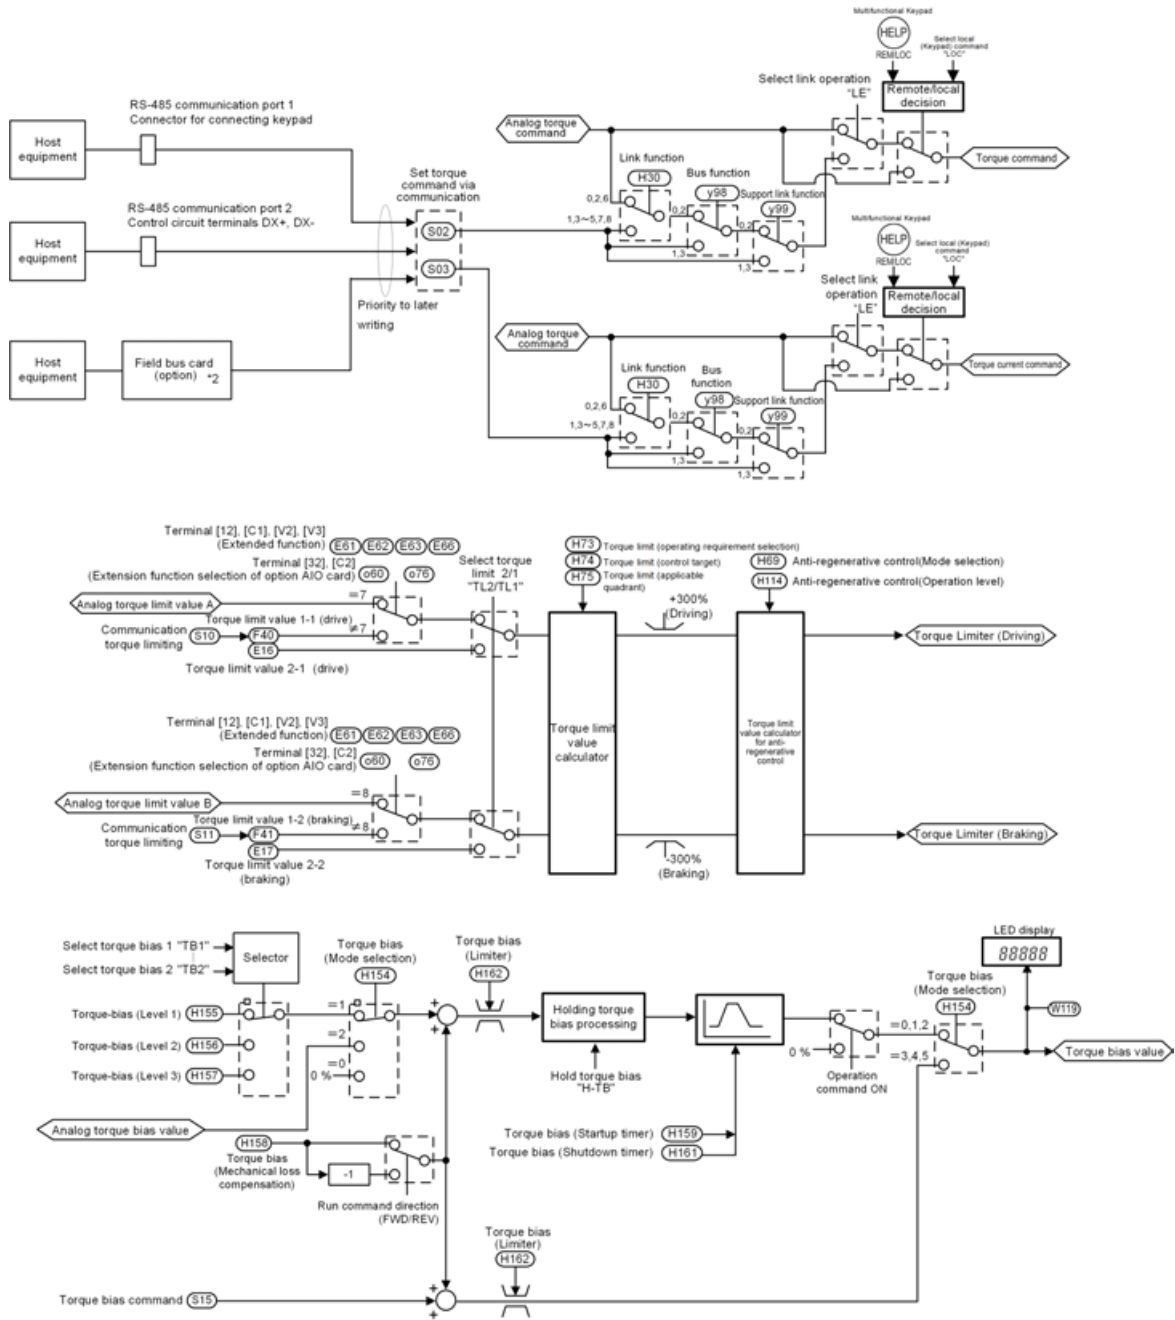 Multifunctional Keypad
HELP
REM/LOC
Select local
(Keypad) command
"LOC"
Select link operation
"LE"
Remote/local
decision
RS-485 communication port 1
Connector for connecting keypad
Host
equipment
Analog torque
command
Torque command
Link function
H30
Bus function
y98
Support link function
y99
0,2,6
1,3～5,7,8
0,2
0,2
1,3
1,3
Set torque
command via
communication
S02
S03
RS-485 communication port 2
Control circuit terminals DX+, DX-
Host
equipment
Priority to later
writing
Host
equipment
Field bus card
(option) *2
Multifunctional Keypad
HELP
REM/LOC
Select local (Keypad)
command
"LOC"
Select link
operation
"LE"
Remote/local
decision
Analog torque
command
Torque current command
Link function
H30
Bus
function
y98
Support link function
y99
0,2,6
1,3～5,7,8
0,2
0,2
1,3
1,3
Terminal [12], [C1], [V2], [V3]
(Extended function) E61 E62 E63 E66
Terminal [32], [C2]
(Extension function selection of option AIO card) o60 o76
Select torque
limit 2/1
"TL2/TL1"
H73 Torque limit (operating requirement selection)
H74 Torque limit (control target)
H75 Torque limit (applicable
quadrant)
H69 Anti-regenerative control(Mode selection)
H114 Anti-regenerative control(Operation level)
Analog torque limit value A
=7
Torque limit value 1-1 (drive)
≠7
Communication
torque limiting
S10 F40
E16
Torque limit value 2-1 (drive)
+300%
(Driving)
Torque Limiter (Driving)
Terminal [12], [C1], [V2], [V3]
(Extended function) E61 E62 E63 E66
Terminal [32], [C2]
(Extension function selection of option AIO card) o60 o76
Torque limit
value
calculator
Torque limit
value calculator
for anti-
regenerative
control
Analog torque limit value B
=8
Torque limit value 1-2 (braking)
≠8
Communication
torque limiting
S11 F41
E17
Torque limit value 2-2
(braking)
-300%
(Braking)
Torque Limiter (Braking)
Select torque bias 1 "TB1"
Select torque bias 2 "TB2"
Selector
Torque bias
(Mode selection)
H154
Torque bias
(Limiter)
H162
LED display
88888
Torque bias
(Mode selection)
H154
W119
Torque-bias (Level 1) H155
Torque-bias (Level 2) H156
Torque-bias (Level 3) H157
=1
=2
=0
0 %
+
+
Holding torque
bias processing
Hold torque bias
"H-TB"
0 %
Operation
command ON
=0,1,2
=3,4,5
Torque bias value
Analog torque bias value
H158
Torque bias
(Mechanical loss
compensation)
-1
Run command direction
(FWD/REV)
Torque bias (Startup timer) H159
Torque bias (Shutdown timer) H161
Torque bias
(Limiter)
H162
Torque bias command S15
+
+